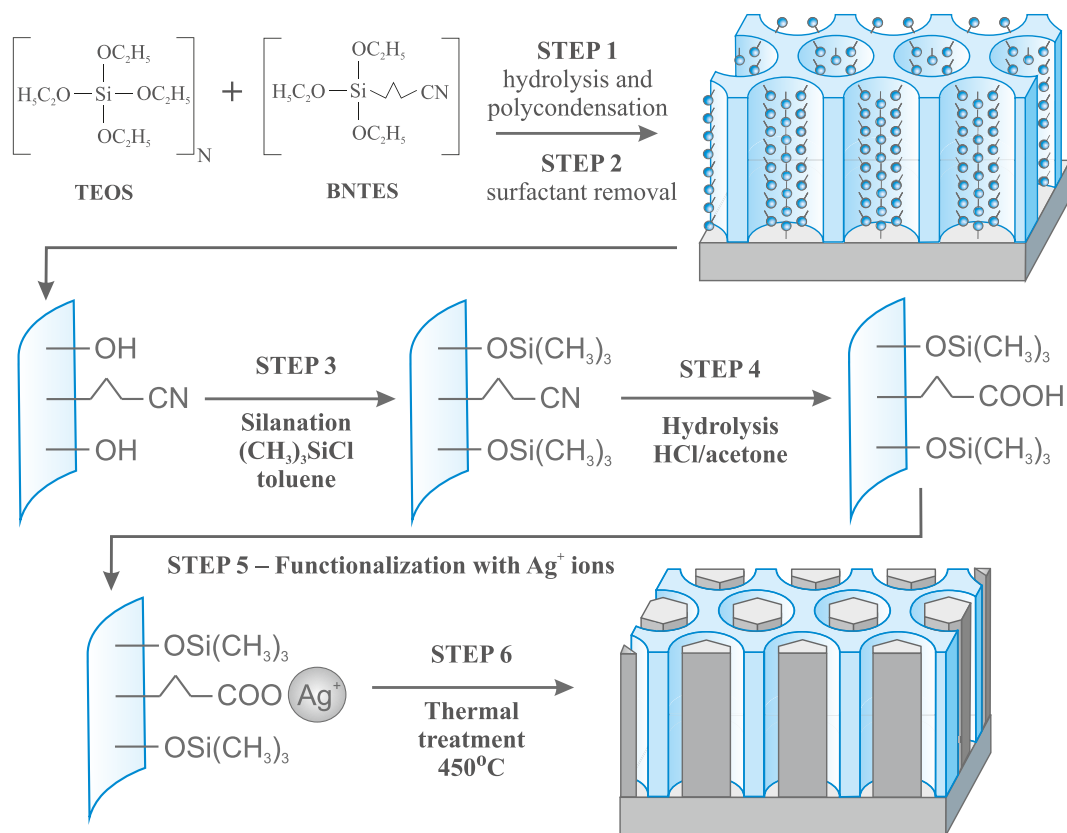 OC₂H₅
H₅C₂O—Si—OC₂H₅
OC₂H₅
N
TEOS
+
OC₂H₅
H₅C₂O—Si CN
OC₂H₅
BNTES
STEP 1
hydrolysis and
polycondensation
STEP 2
surfactant removal
OH
CN
OH
STEP 3
Silanation
(CH₃)₃SiCl
toluene
OSi(CH₃)₃
CN
OSi(CH₃)₃
STEP 4
Hydrolysis
HCl/acetone
OSi(CH₃)₃
COOH
OSi(CH₃)₃
STEP 5 – Functionalization with Ag⁺ ions
OSi(CH₃)₃
COO Ag⁺
OSi(CH₃)₃
STEP 6
Thermal
treatment
450⁰C